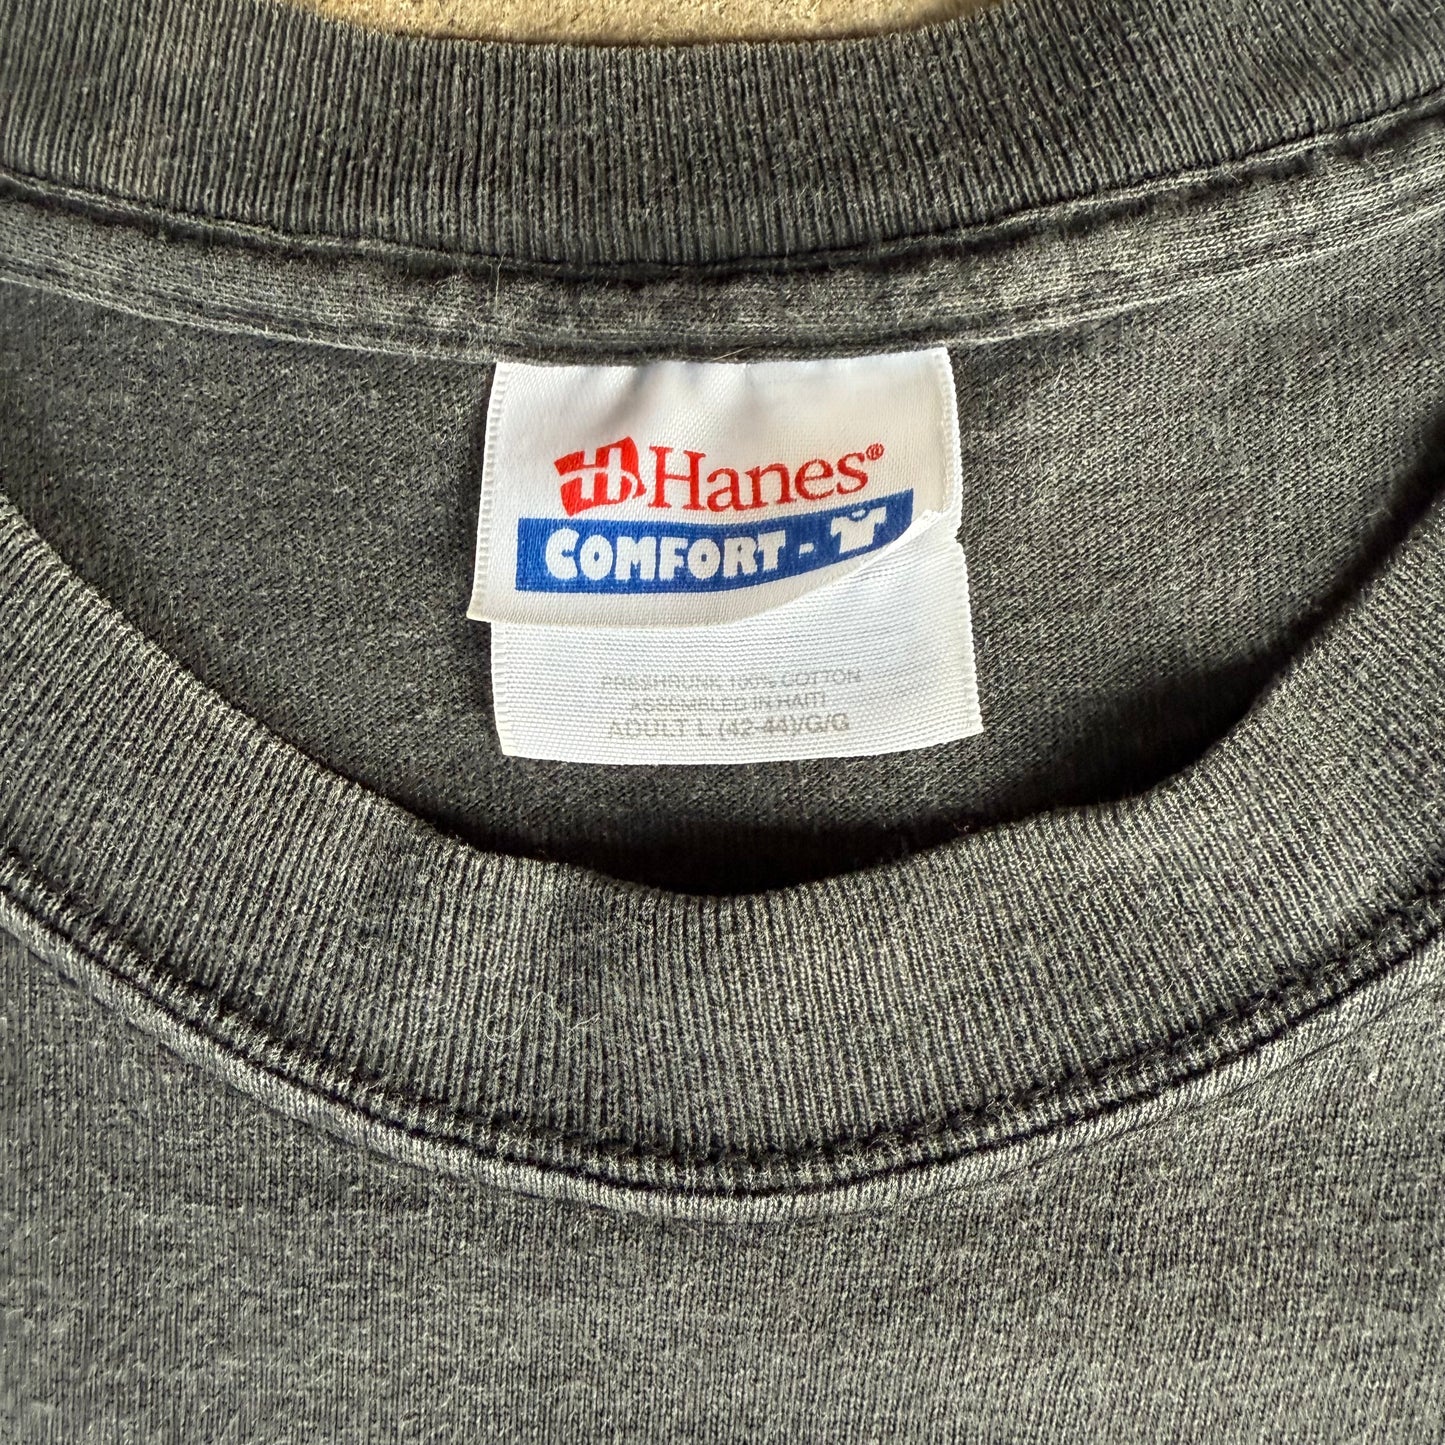 Hanes®
COMFORT-
PRESHRUNK 100% COTTON
ASSEMBLED IN HAITI
ADULT L (42-44)/G/G